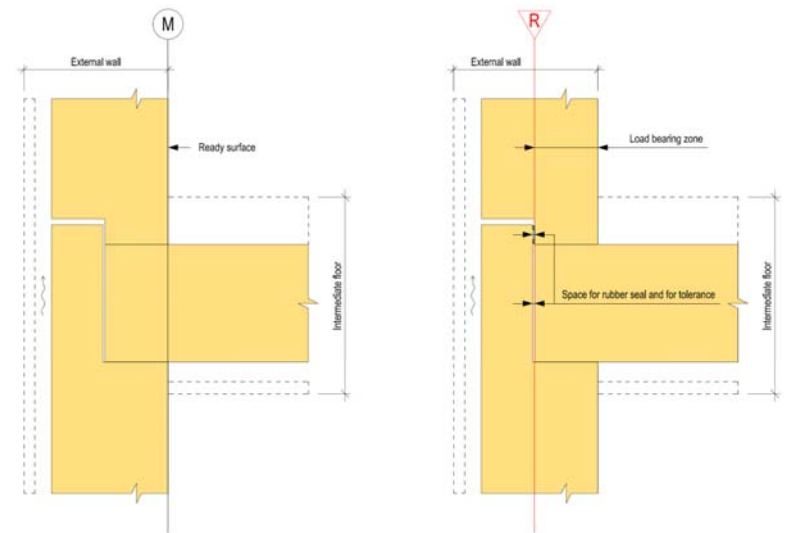 M
External wall
Ready surface
Intermediate floor
R
External wall
Load bearing zone
Space for rubber seal and for tolerance
Intermediate floor